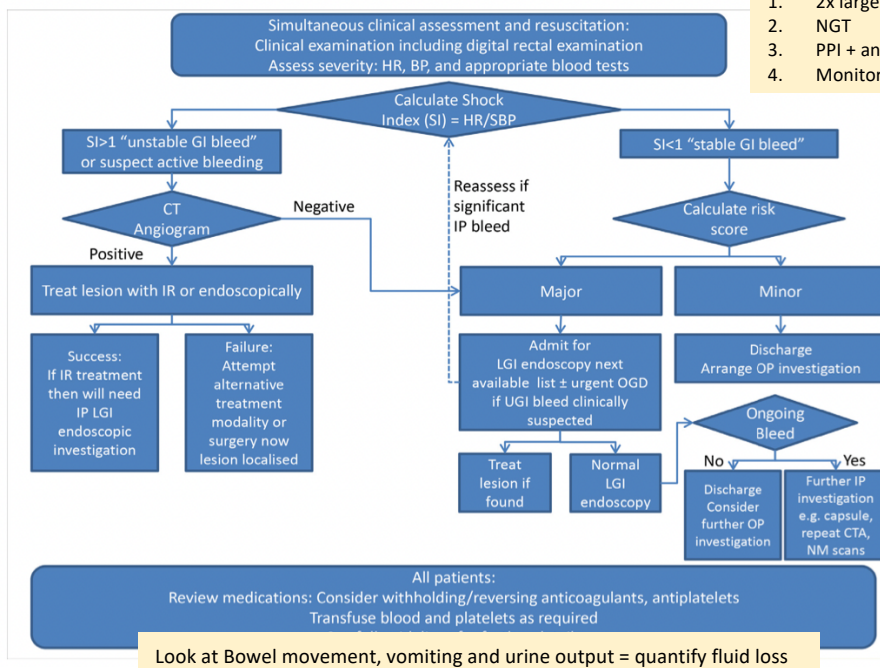 Simultaneous clinical assessment and resuscitation:
Clinical examination including digital rectal examination
Assess severity: HR, BP, and appropriate blood tests
1. 2x large
2. NGT
3. PPI +
4. Monitor
Calculate Shock
Index (SI) = HR/SBP
SI>1 “unstable GI bleed”
or suspect active bleeding
SI<1 “stable GI bleed”
Reassess if
significant
IP bleed
CT
Angiogram
Negative
Positive
Calculate risk
score
Treat lesion with IR or endoscopically
Major
Minor
Success:
If IR treatment
then will need
IP LGI
endoscopic
investigation
Failure:
Attempt
alternative
treatment
modality or
surgery now
lesion localised
Admit for
LGI endoscopy next
available list ± urgent OGD
if UGI bleed clinically
suspected
Discharge
Arrange OP investigation
Treat
lesion if
found
Normal
LGI
endoscopy
Ongoing
Bleed
No
Yes
Discharge
Consider
further OP
investigation
Further IP
investigation
e.g. capsule,
repeat CTA,
NM scans
All patients:
Review medications: Consider withholding/reversing anticoagulants, antiplatelets
Transfuse blood and platelets as required
Look at Bowel movement, vomiting and urine output = quantify fluid loss